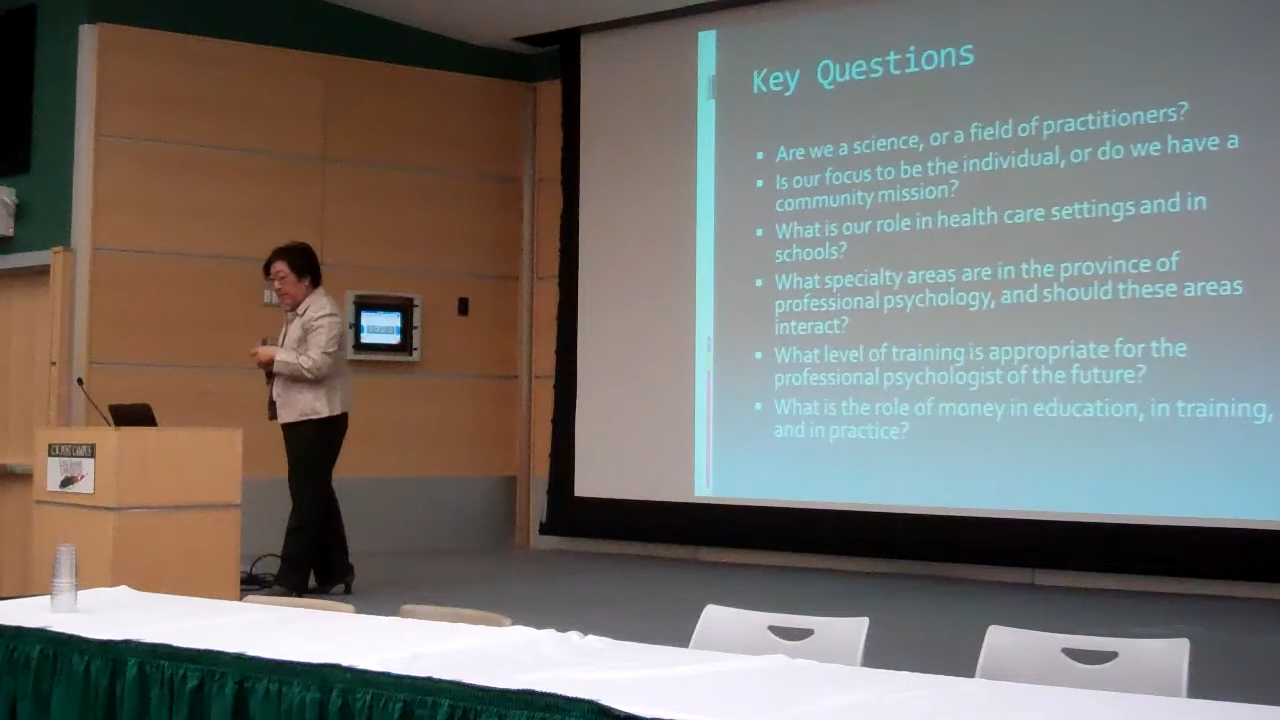 Key Questions
Are we a science, or a field of practitioners?
Is our focus to be the individual, or do we have a
community mission?
What is our role in health care settings and in
schools?
What specialty areas are in the province of
professional psychology, and should these areas
interact?
What level of training is appropriate for the
professional psychologist of the future?
What is the role of money in education, in training,
and in practice?
C.W. POST CAMPUS